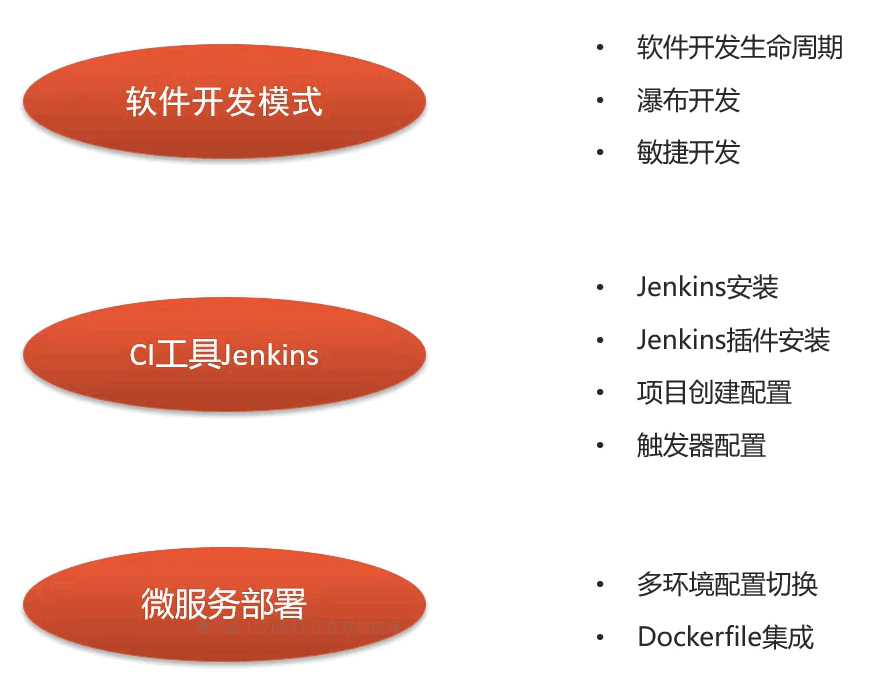 软件开发模式
• 软件开发生命周期
• 瀑布开发
• 敏捷开发
CI工具Jenkins
• Jenkins安装
• Jenkins插件安装
• 项目创建配置
• 触发器配置
微服务部署
• 多环境配置切换
• Dockerfile集成